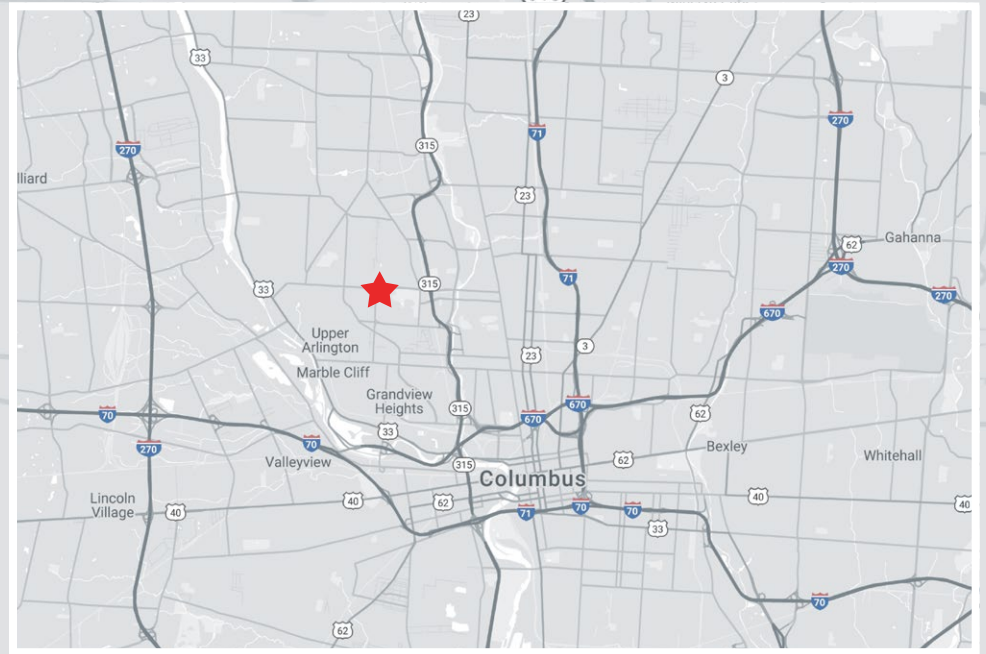 23
33
3
270
71
315
270
lliard
23
62
Gahanna
270
71
315
33
270
670
Upper
Arlington
3
23
Marble Cliff
Grandview
Heights
670
315
70
62
670
33
70
270
Bexley
Whitehall
62
Valleyview
315
Columbus
Lincoln
Village
40
62
40
40
70
70
71
40
33
70
62